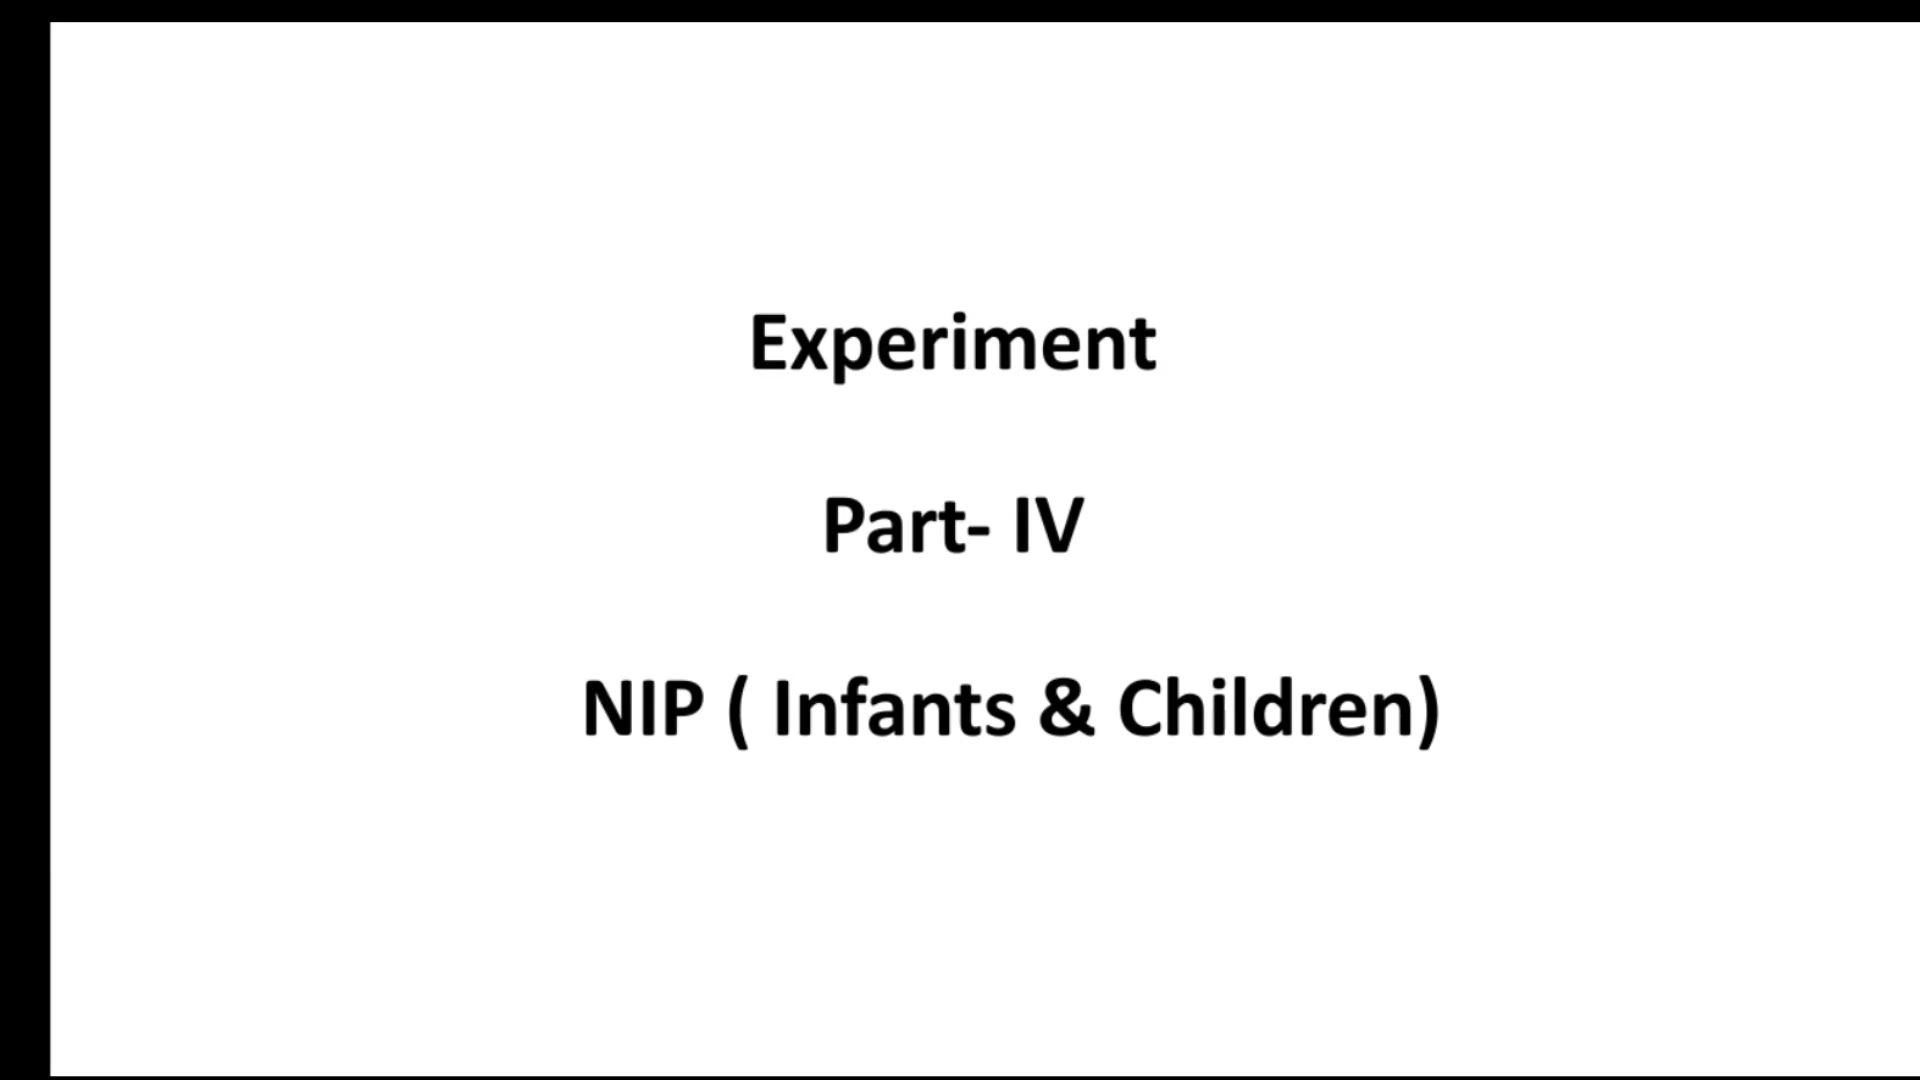 Experiment
Part- IV
NIP ( Infants & Children)